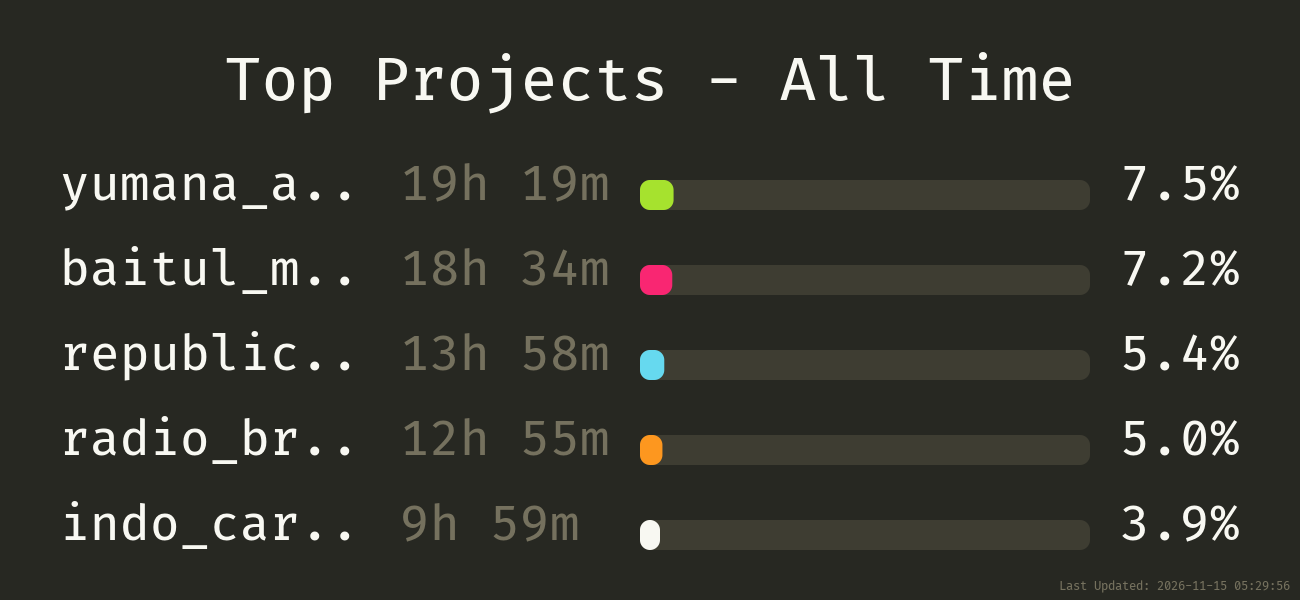 Top Projects - All Time
yumana_a.. 19h 19m 7.5%
baitul_m.. 18h 34m 7.2%
republic.. 13h 58m 5.4%
radio_br.. 12h 55m 5.0%
indo_car.. 9h 59m 3.9%
Last Updated: 2026-11-15 05:29:56